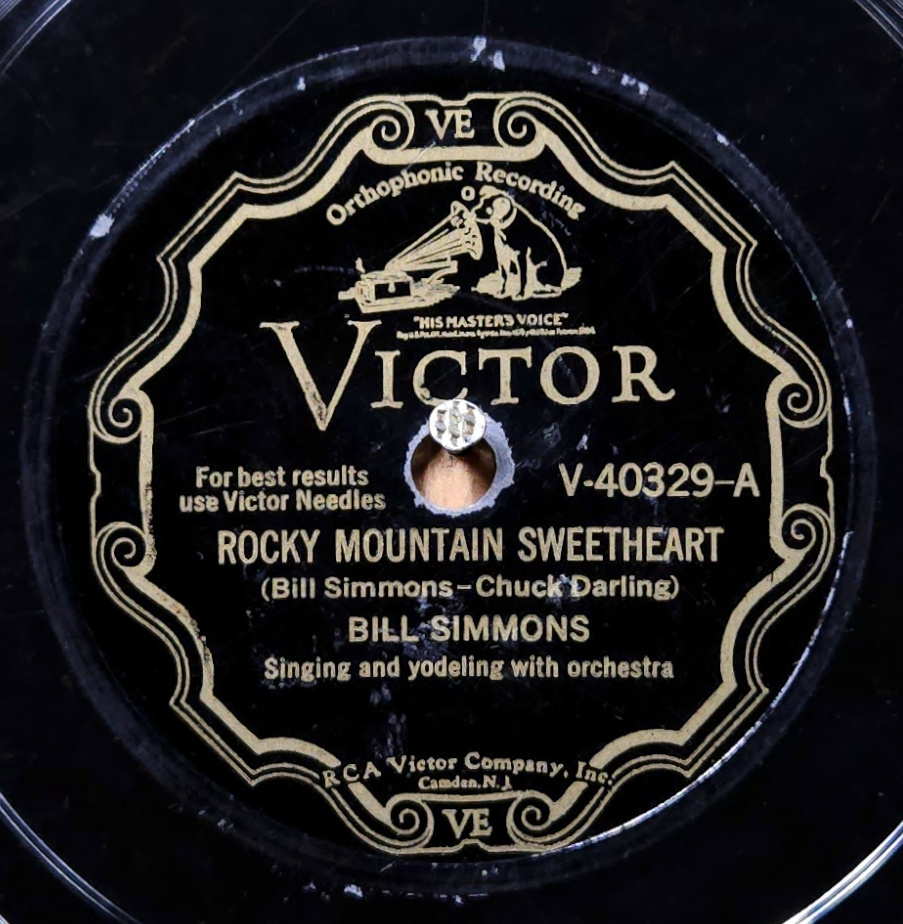 VE
Orthophonic Recording
"HIS MASTER'S VOICE"
VICTOR
For best results
use Victor Needles
V-40329-A
ROCKY MOUNTAIN SWEETHEART
(Bill Simmons-Chuck Darling)
BILL SIMMONS
Singing and yodeling with orchestra
RCA Victor Company, Inc.
Camden, N.J.
VE